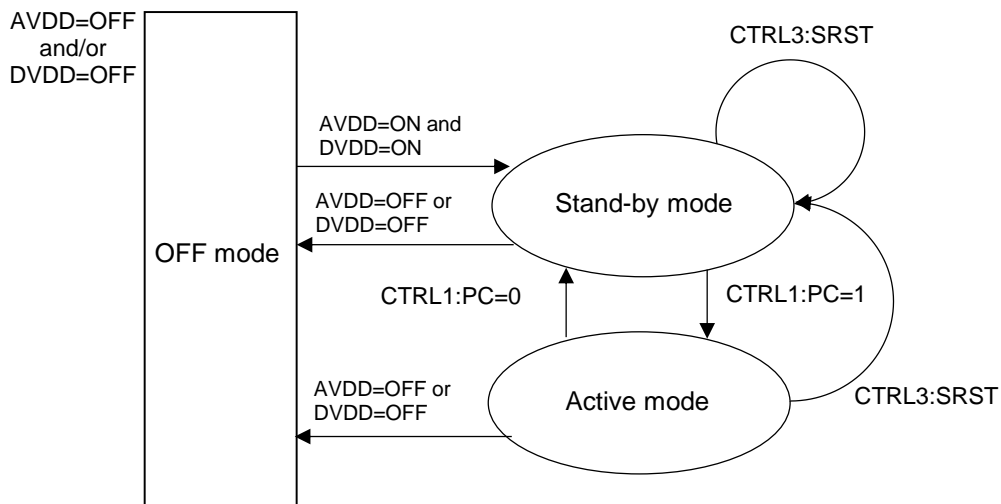 AVDD=OFF
and/or
DVDD=OFF
CTRL3:SRST
AVDD=ON and
DVDD=ON
AVDD=OFF or
DVDD=OFF
Stand-by mode
OFF mode
CTRL1:PC=0
CTRL1:PC=1
AVDD=OFF or
DVDD=OFF
Active mode
CTRL3:SRST